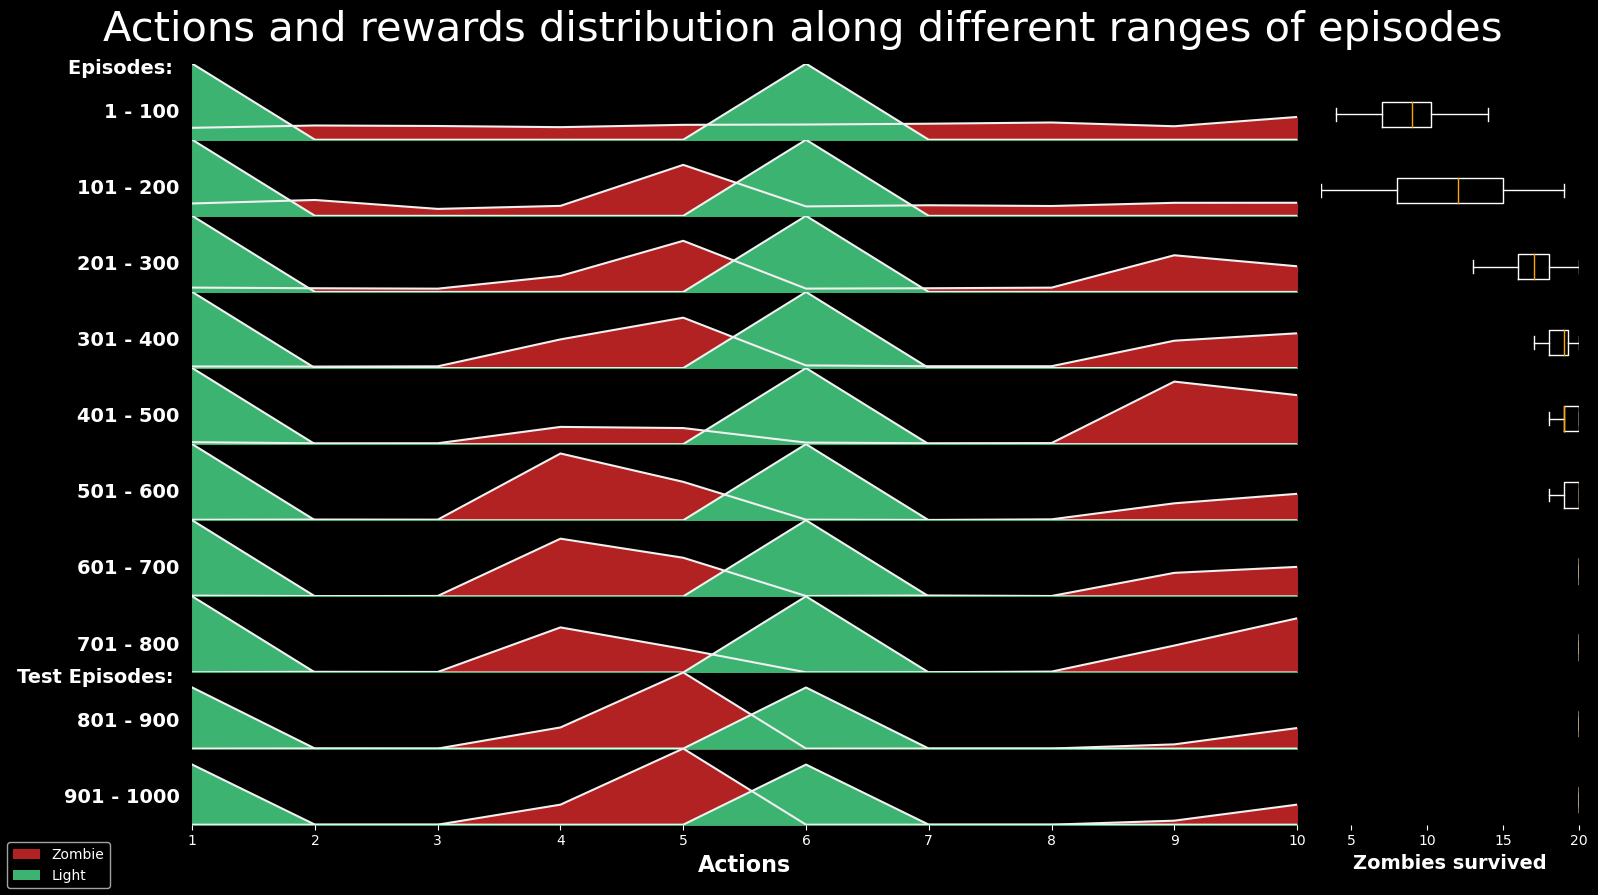 Actions and rewards distribution along different ranges of episodes
Episodes:
1 - 100
101 - 200
201 - 300
301 - 400
401 - 500
501 - 600
601 - 700
701 - 800
Test Episodes:
801 - 900
901 - 1000
1 2 3 4 5 6 7 8 9 10
5 10 15 20
Actions
Zombies survived
Zombie
Light